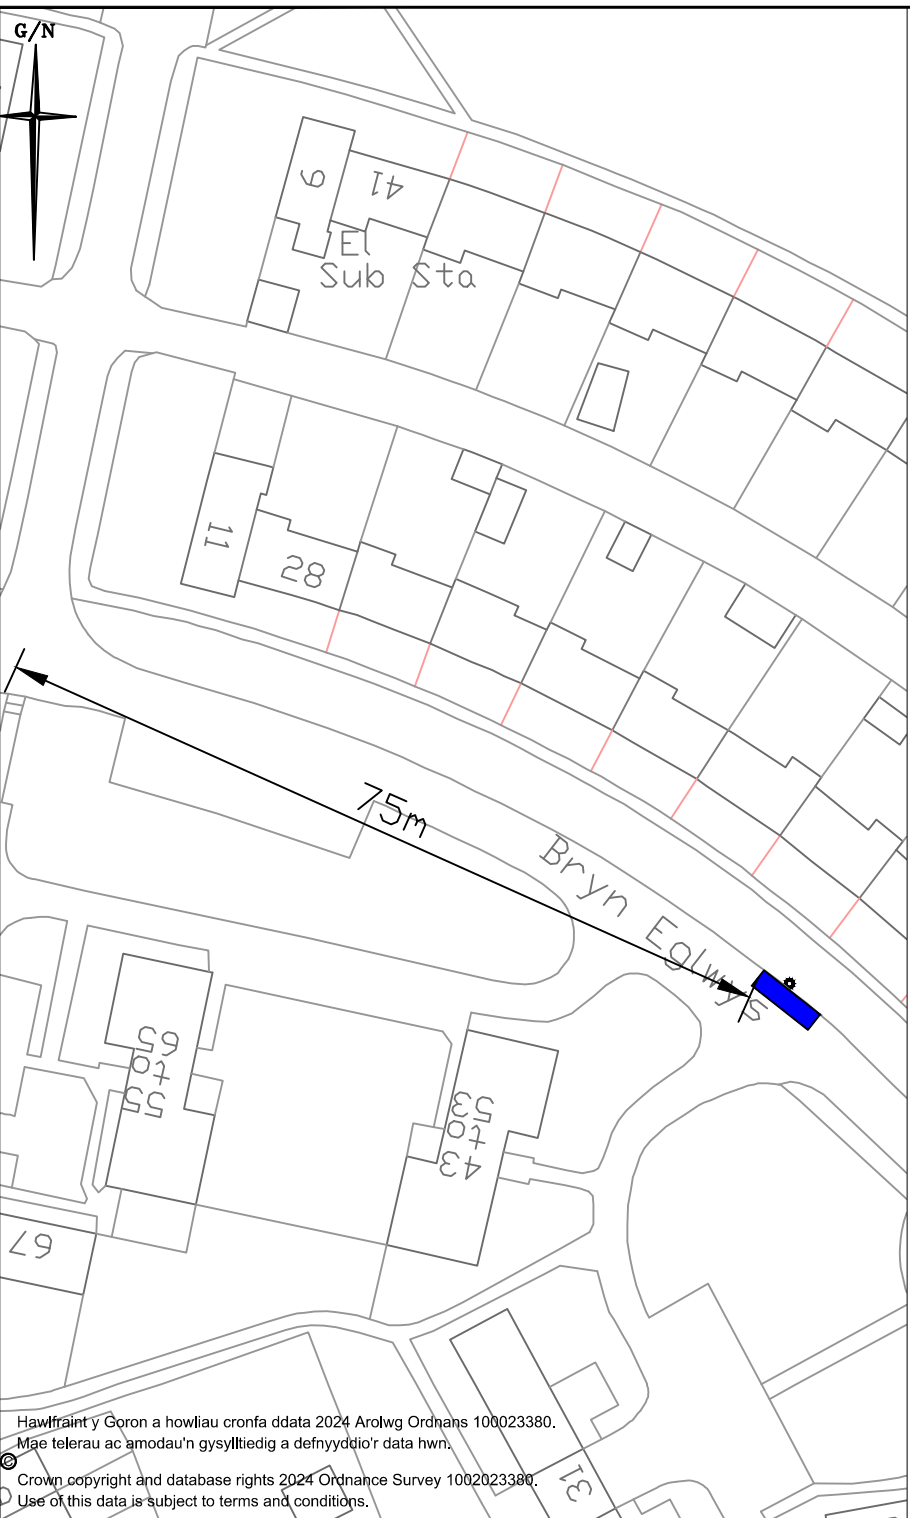 G/N
9
41
El
Sub Sta
11
28
75m
Bryn Eglwys
55
to
65
43
to
53
67
31
Hawlfraint y Goron a howliau cronfa ddata 2024 Arolwg Ordnans 100023380.
Mae telerau ac amodau'n gysylltiedig a defnyyddio'r data hwn.
©
Crown copyright and database rights 2024 Ordnance Survey 1002023380.
Use of this data is subject to terms and conditions.